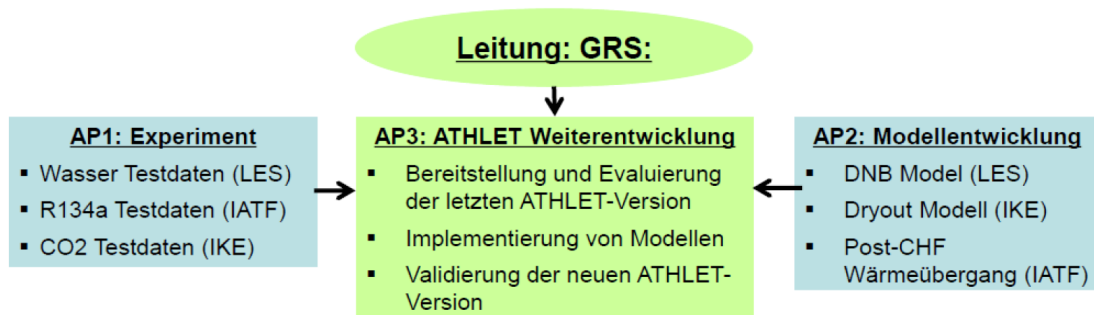 Leitung: GRS:
AP1: Experiment
▪ Wasser Testdaten (LES)
▪ R134a Testdaten (IATF)
▪ CO2 Testdaten (IKE)
AP3: ATHLET Weiterentwicklung
▪ Bereitstellung und Evaluierung
der letzten ATHLET-Version
▪ Implementierung von Modellen
▪ Validierung der neuen ATHLET-
Version
AP2: Modellentwicklung
▪ DNB Model (LES)
▪ Dryout Modell (IKE)
▪ Post-CHF
Wärmeübergang (IATF)